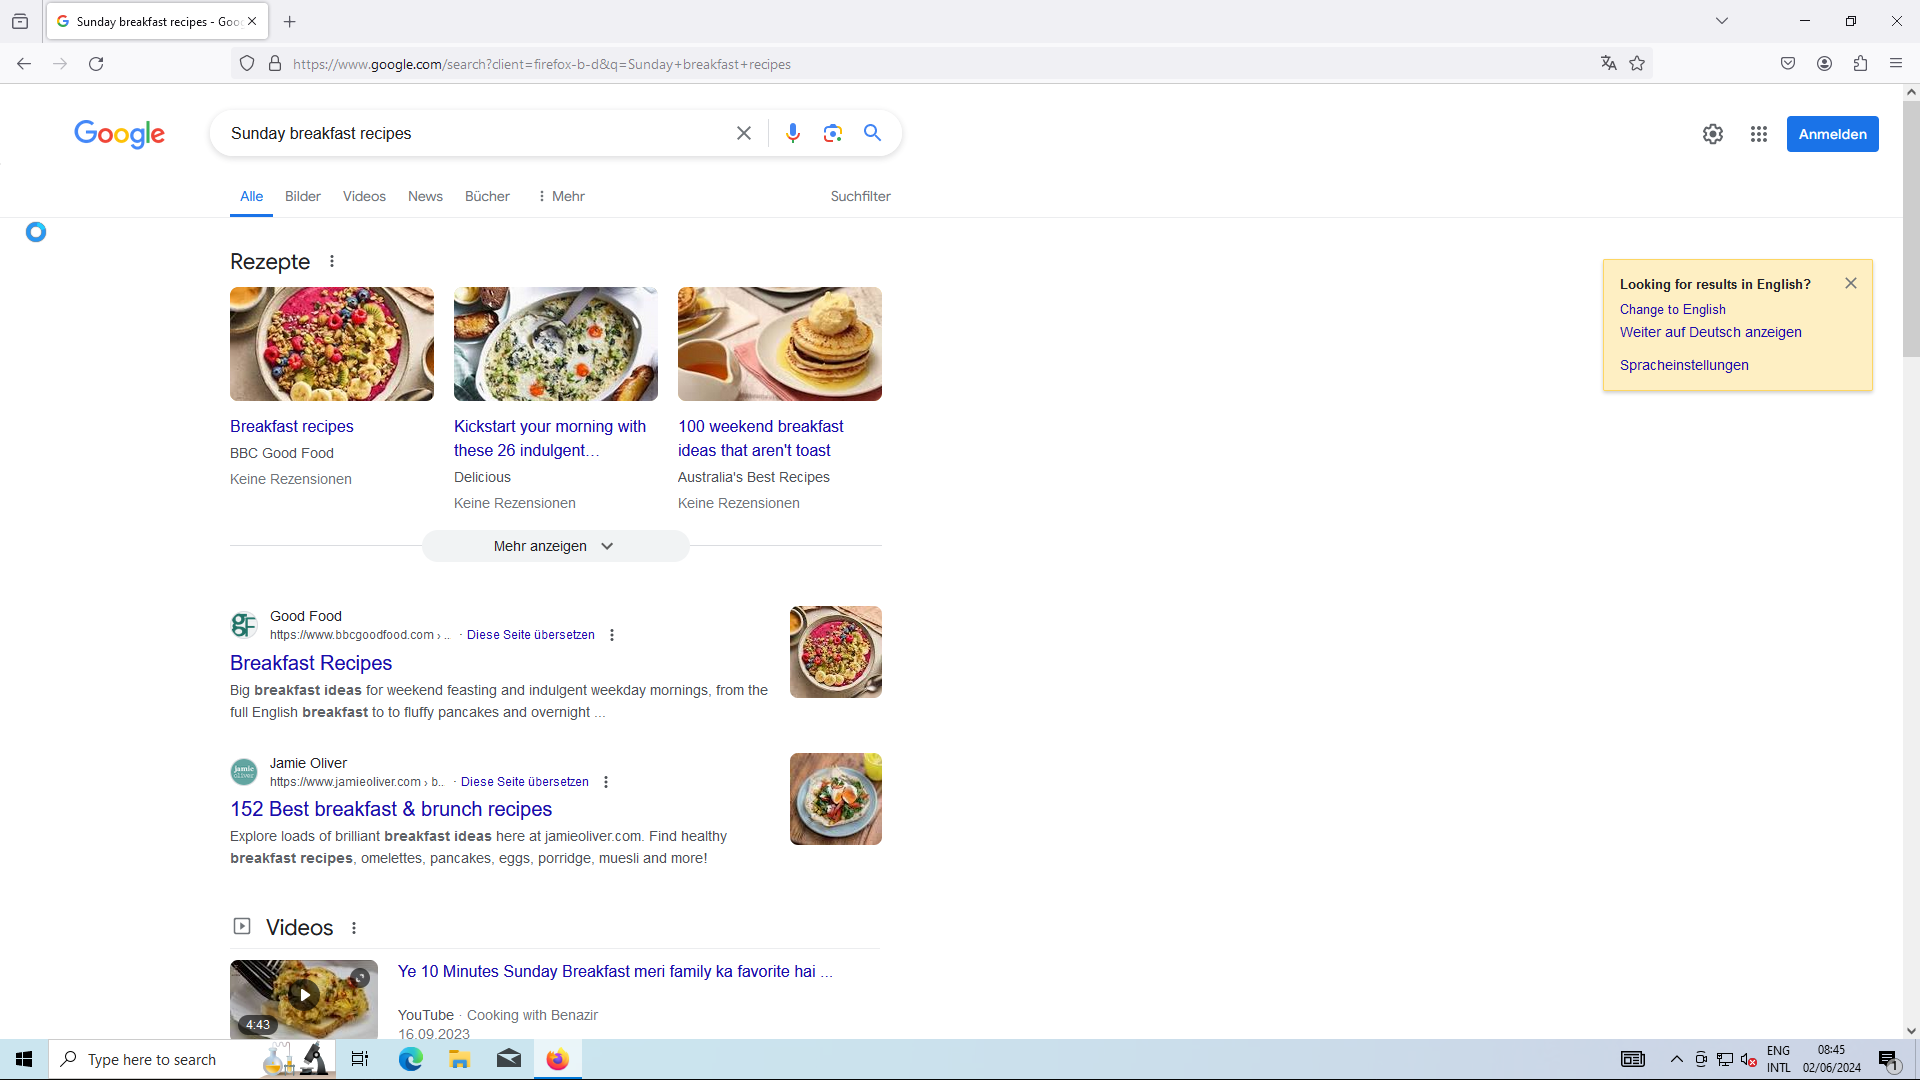 Sunday breakfast recipes - Goo
https://www.google.com/search?client=firefox-b-d&q=Sunday+breakfast+recipes
Google
Sunday breakfast recipes
Anmelden
Alle
Bilder
Videos
News
Bücher
Mehr
Suchfilter
Rezepte
Breakfast recipes
BBC Good Food
Keine Rezensionen
Kickstart your morning with
these 26 indulgent…
Delicious
Keine Rezensionen
100 weekend breakfast
ideas that aren't toast
Australia's Best Recipes
Keine Rezensionen
Looking for results in English?
Change to English
Weiter auf Deutsch anzeigen
Spracheinstellungen
Mehr anzeigen
gf
Good Food
https://www.bbcgoodfood.com › .. · Diese Seite übersetzen
Breakfast Recipes
Big breakfast ideas for weekend feasting and indulgent weekday mornings, from the
full English breakfast to to fluffy pancakes and overnight ...
jamie
oliver
Jamie Oliver
https://www.jamieoliver.com › b... · Diese Seite übersetzen
152 Best breakfast & brunch recipes
Explore loads of brilliant breakfast ideas here at jamieoliver.com. Find healthy
breakfast recipes, omelettes, pancakes, eggs, porridge, muesli and more!
Videos
4:43
Ye 10 Minutes Sunday Breakfast meri family ka favorite hai ...
YouTube · Cooking with Benazir
16.09.2023
Type here to search
ENG
INTL
08:45
02/06/2024
1